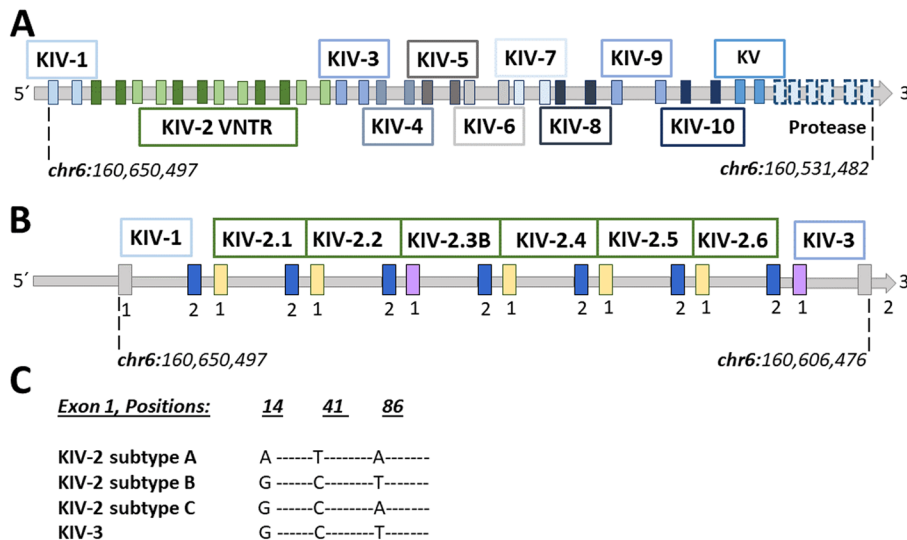 A
KIV-1 KIV-3 KIV-5 KIV-7 KIV-9 KV
5′ 3
KIV-2 VNTR KIV-4 KIV-6 KIV-8 KIV-10 Protease
chr6:160,650,497 chr6:160,531,482
B
KIV-1 KIV-2.1 KIV-2.2 KIV-2.3B KIV-2.4 KIV-2.5 KIV-2.6 KIV-3
5′ 3
1 2 1 2 1 2 1 2 1 2 1 2 1 2 1 2
chr6:160,650,497 chr6:160,606,476
C
Exon 1, Positions: 14 41 86
KIV-2 subtype A A ------T--------A-------
KIV-2 subtype B G ------C--------T-------
KIV-2 subtype C G ------C--------A-------
KIV-3 G ------C--------T-------